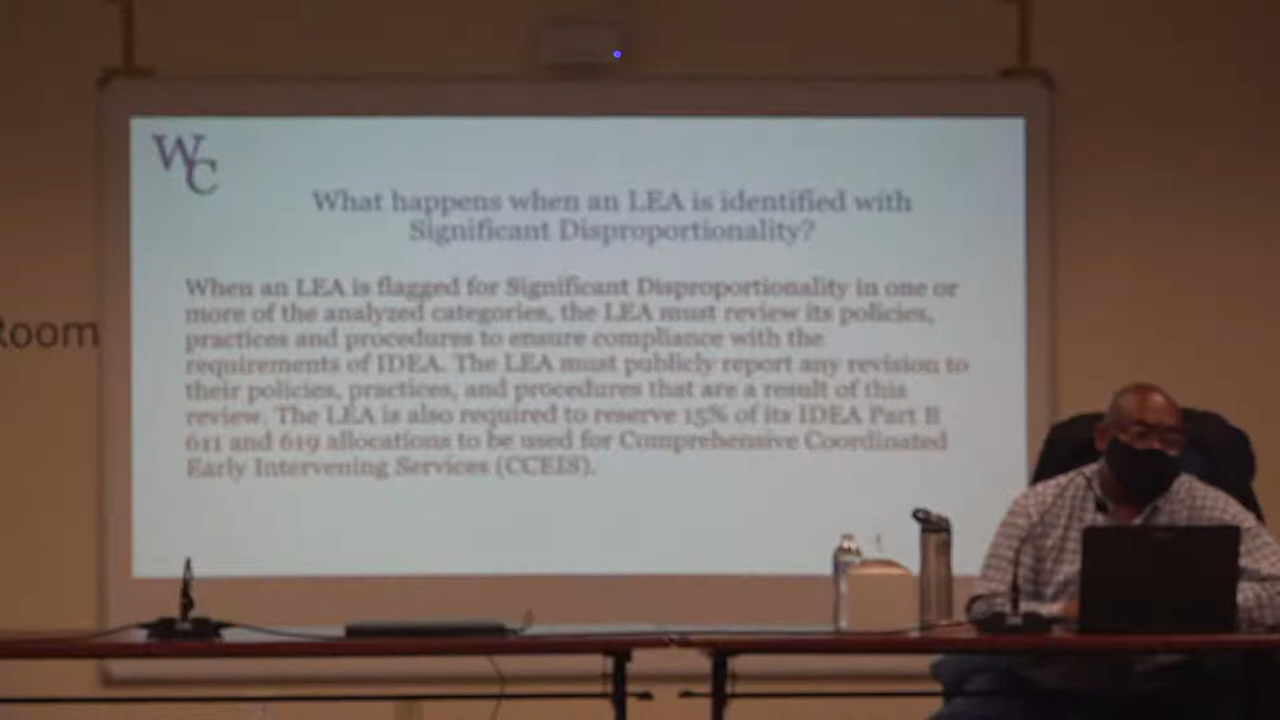 WC
What happens when an LEA is identified with
Significant Disproportionality?
When an LEA is flagged for Significant Disproportionality in one or
more of the analyzed categories, the LEA must review its policies,
practices and procedures to ensure compliance with the
requirements of IDEA. The LEA must publicly report any revision to
their policies, practices, and procedures that are a result of this
review. The LEA is also required to reserve 15% of its IDEA Part B
611 and 619 allocations to be used for Comprehensive Coordinated
Early Intervening Services (CCEIS).
Room